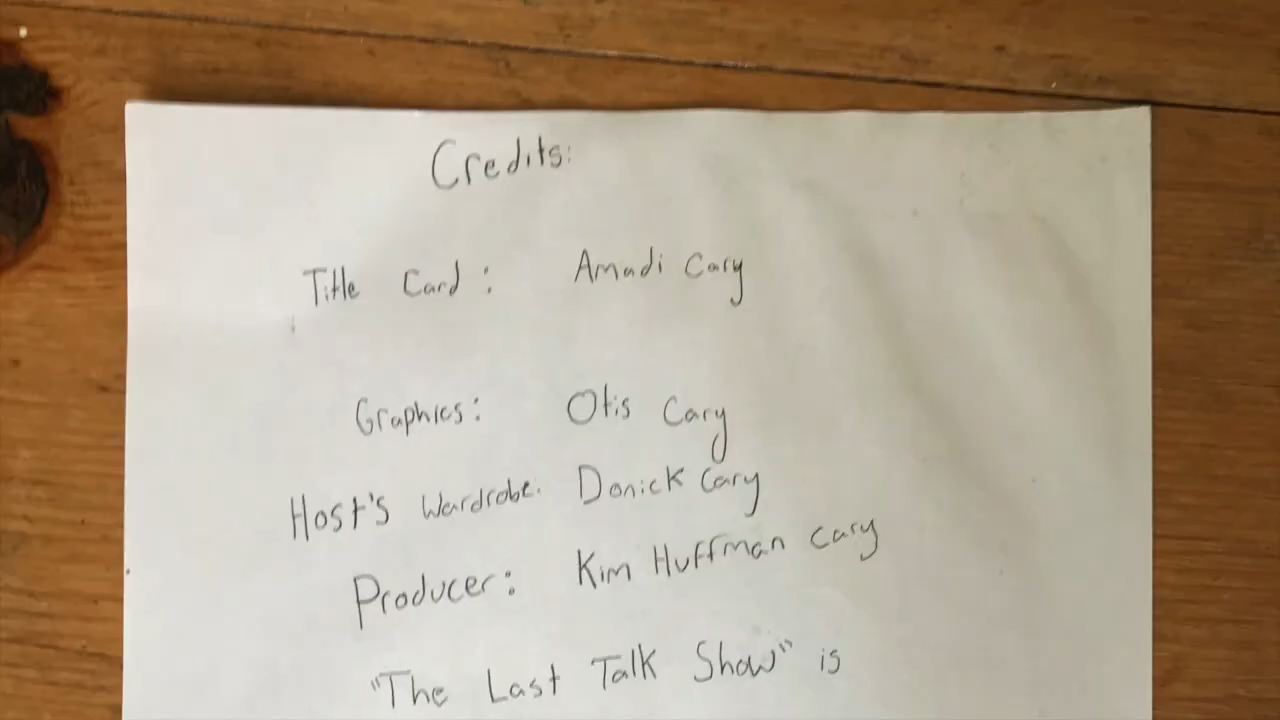 Credits:
Title Card: Amadi Cary
Graphics: Otis Cary
Host's Wardrobe: Donick Cary
Producer: Kim Huffman Cary
"The Last Talk Show" is